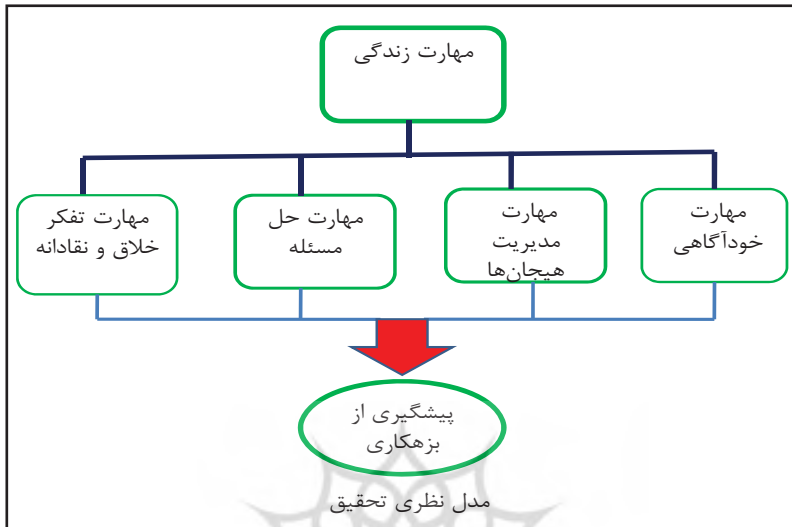 مهارت زندگی
مهارت
خودآگاهی
مهارت
مدیریت
هیجان‌ها
مهارت حل
مسئله
مهارت تفکر
خلاق و نقادانه
پیشگیری از
بزهکاری
مدل نظری تحقیق